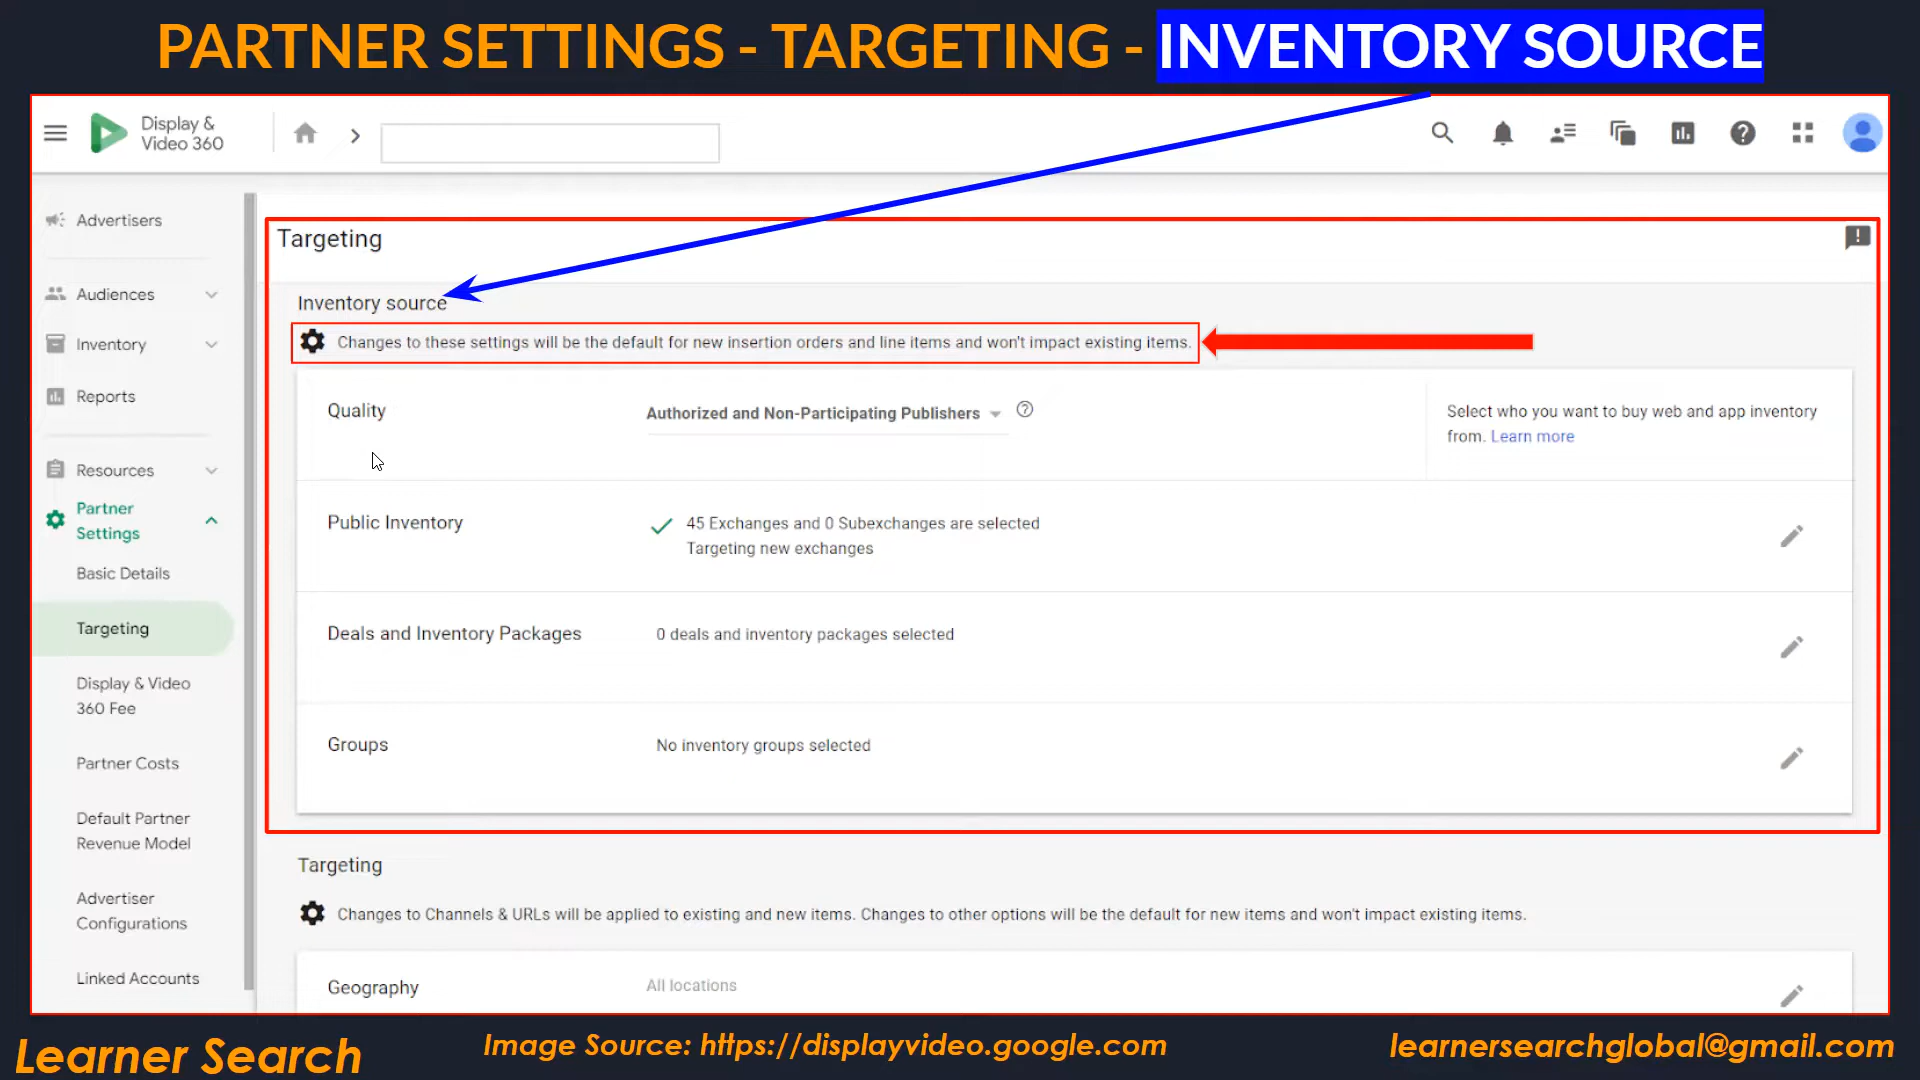 PARTNER SETTINGS - TARGETING - INVENTORY SOURCE
Display &
Video 360
Advertisers
Audiences
Inventory
Reports
Resources
Partner
Settings
Basic Details
Targeting
Display & Video
360 Fee
Partner Costs
Default Partner
Revenue Model
Advertiser
Configurations
Linked Accounts
Targeting
Inventory source
Changes to these settings will be the default for new insertion orders and line items and won't impact existing items.
Quality
Authorized and Non-Participating Publishers
Select who you want to buy web and app inventory
from. Learn more
Public Inventory
45 Exchanges and 0 Subexchanges are selected
Targeting new exchanges
Deals and Inventory Packages
0 deals and inventory packages selected
Groups
No inventory groups selected
Targeting
Changes to Channels & URLs will be applied to existing and new items. Changes to other options will be the default for new items and won't impact existing items.
Geography
All locations
Learner Search
Image Source: https://displayvideo.google.com
learnersearchglobal@gmail.com